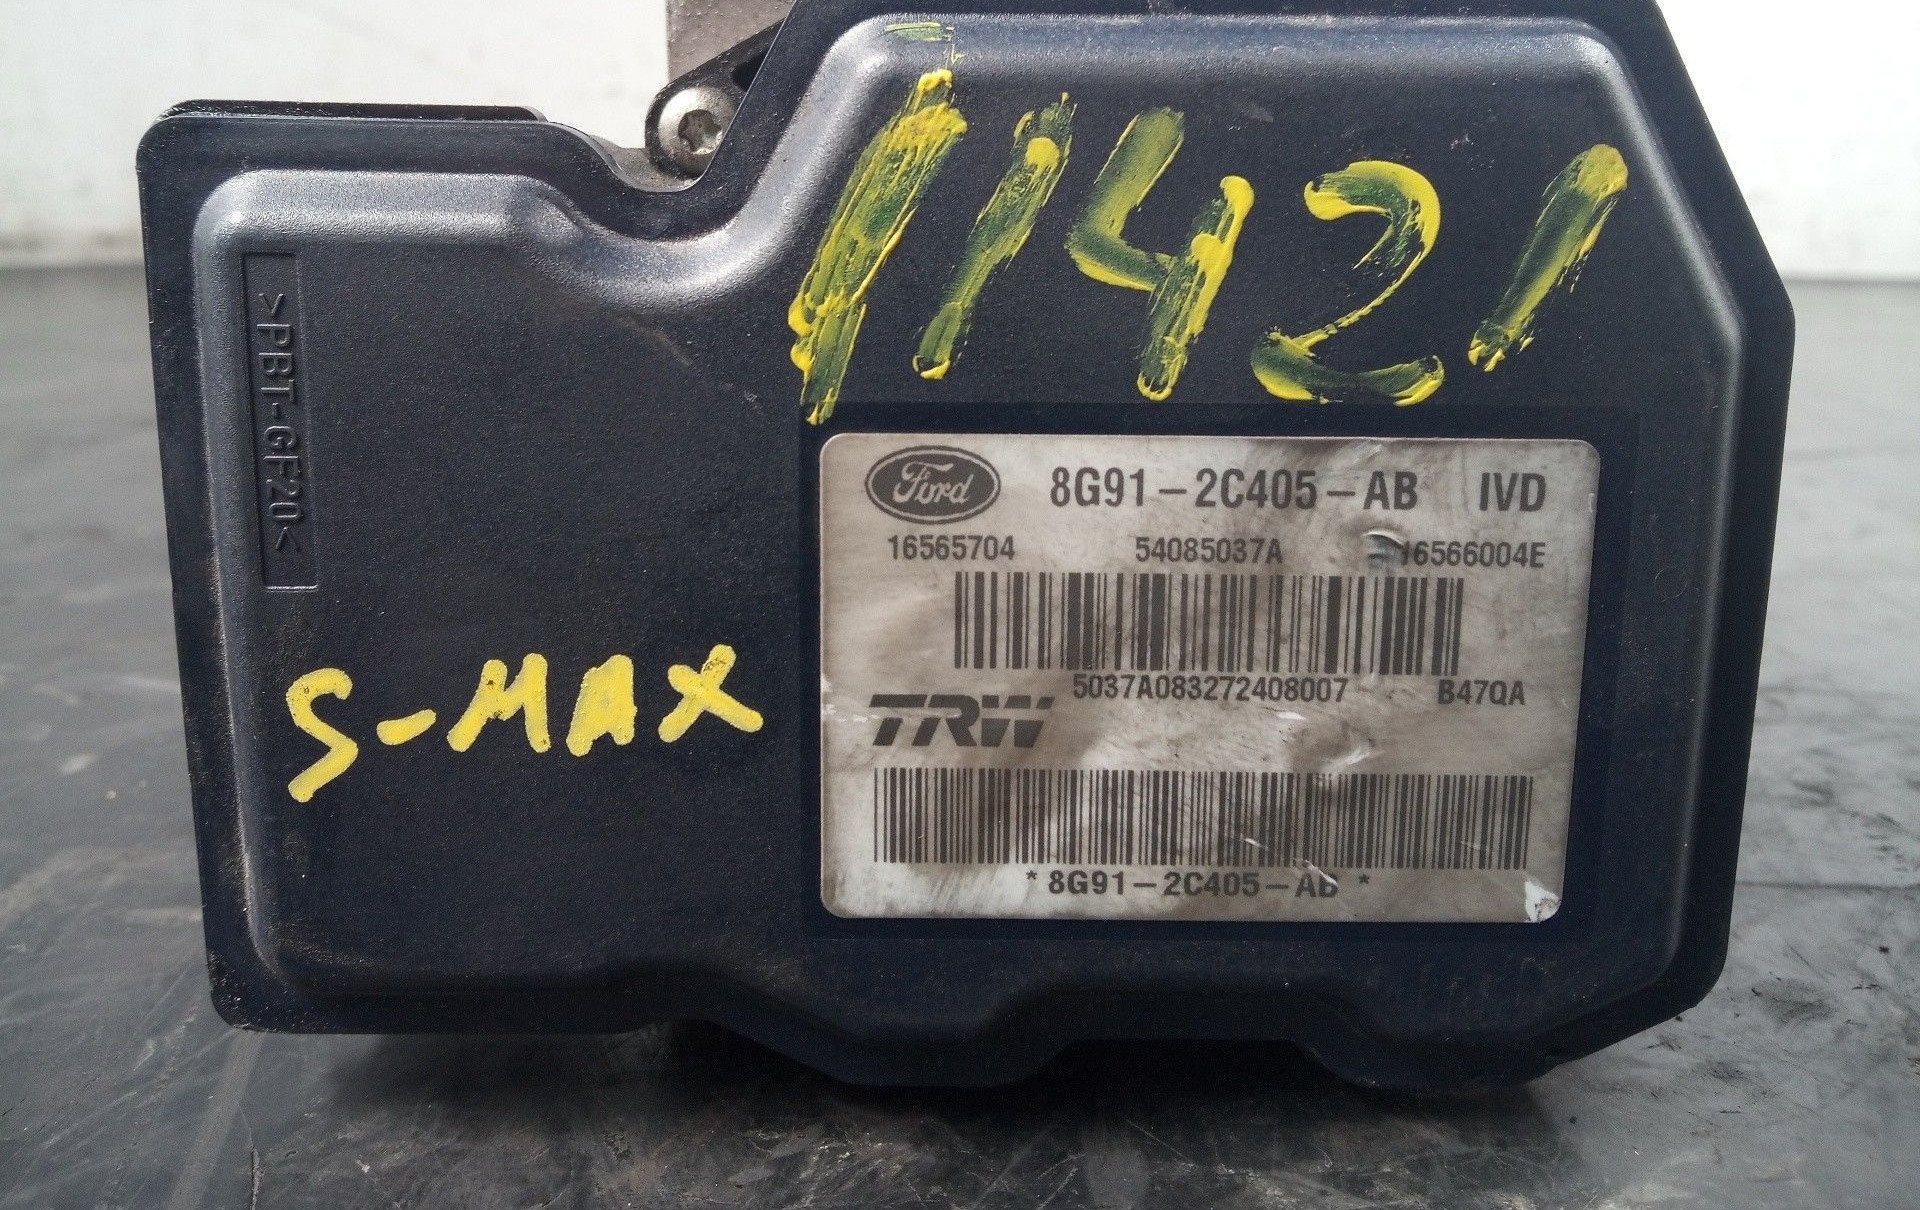 11421
>PBT-GF20<
Ford 8G91-2C405-AB IVD
16565704 54085037A 16566004E
5037A083272408007 B47QA
TRW
*8G91-2C405-AB*
S-MAX